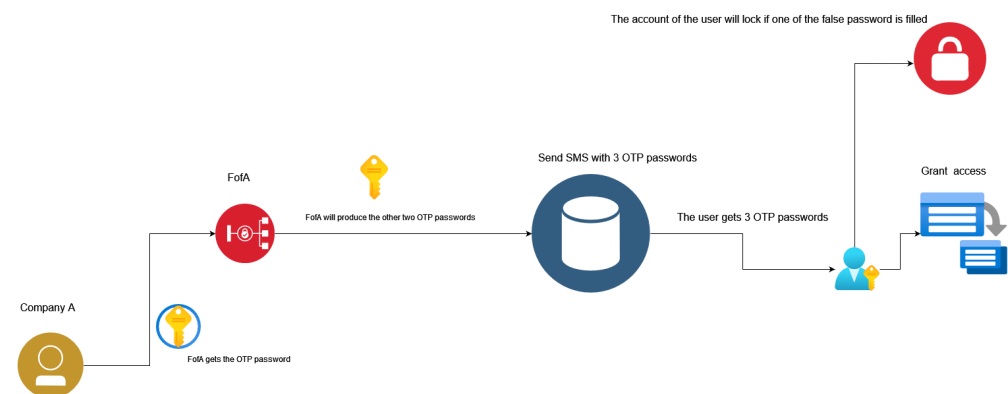 The account of the user will lock if one of the false password is filled
Send SMS with 3 OTP passwords
FofA
Grant access
FofA will produce the other two OTP passwords
The user gets 3 OTP passwords
Company A
FofA gets the OTP password